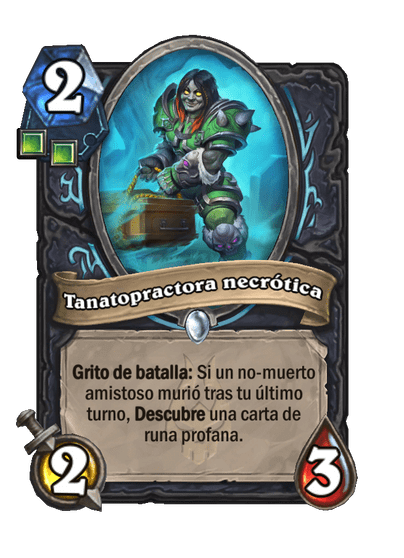 2
Tanatopractora necrótica
Grito de batalla: Si un no-muerto
amistoso murió tras tu último
turno, Descubre una carta de
runa profana.
2
3